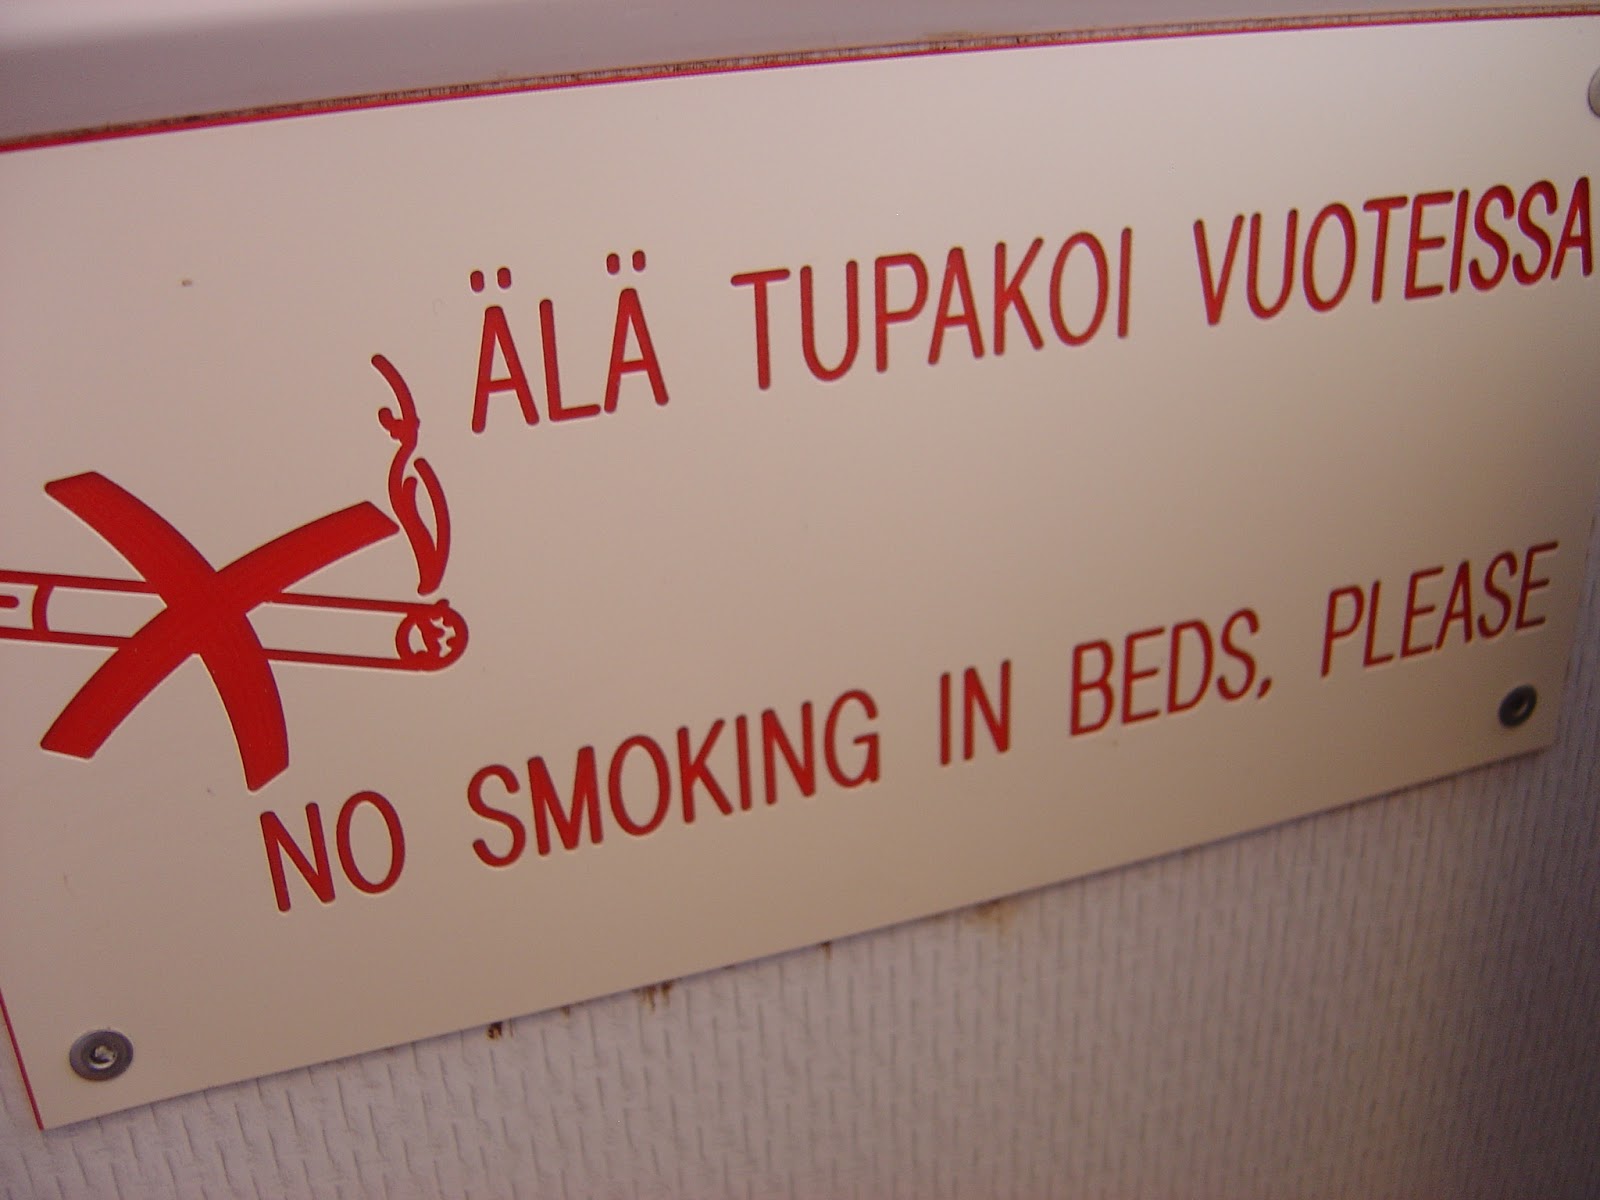 ÄLÄ TUPAKOI VUOTEISSA
NO SMOKING IN BEDS, PLEASE